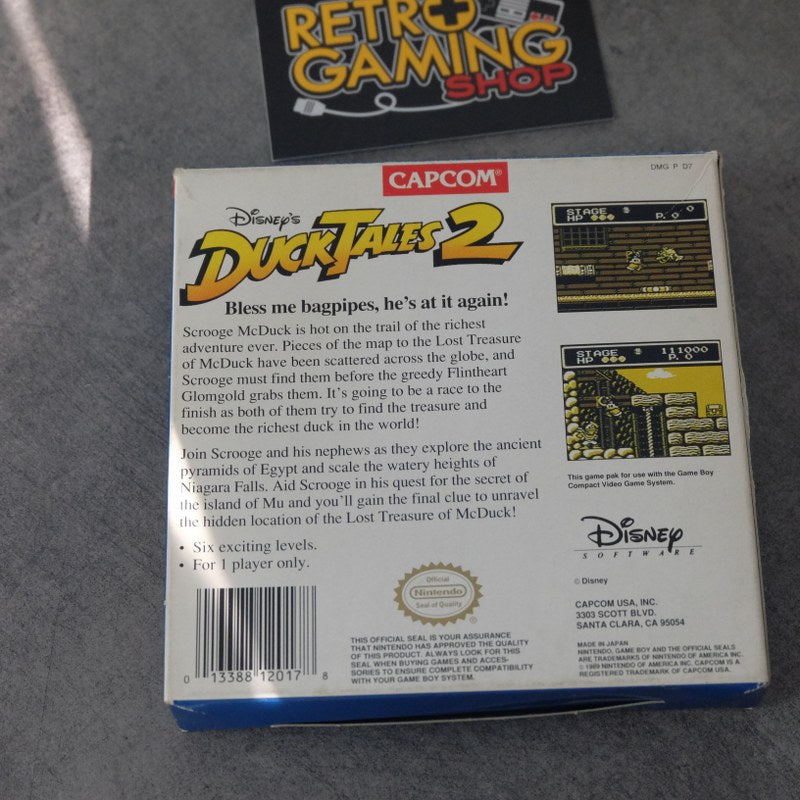 RETRO
GAMING
SHOP
CAPCOM®
DMG P D7
DISNEY'S
DUCKTALES 2
Bless me bagpipes, he's at it again!
Scrooge McDuck is hot on the trail of the richest
adventure ever. Pieces of the map to the Lost Treasure
of McDuck have been scattered across the globe, and
Scrooge must find them before the greedy Flintheart
Glomgold grabs them. It's going to be a race to the
finish as both of them try to find the treasure and
become the richest duck in the world!
Join Scrooge and his nephews as they explore the ancient
pyramids of Egypt and scale the watery heights of
Niagara Falls. Aid Scrooge in his quest for the secret of
the island of Mu and you'll gain the final clue to unravel
the hidden location of the Lost Treasure of McDuck!
• Six exciting levels.
• For 1 player only.
0 13388 12017 8
Official
Nintendo
Seal of Quality
®
THIS OFFICIAL SEAL IS YOUR ASSURANCE
THAT NINTENDO HAS APPROVED THE QUALITY
OF THIS PRODUCT. ALWAYS LOOK FOR THIS
SEAL WHEN BUYING GAMES AND ACCES-
SORIES TO ENSURE COMPLETE COMPATIBILITY
WITH YOUR GAME BOY SYSTEM.
STAGE $ 0
HP P. 0
STAGE $ 111000
HP P. 0
This game pak for use with the Game Boy
Compact Video Game System.
DISNEY
SOFTWARE
© Disney
CAPCOM USA, INC.
3303 SCOTT BLVD.
SANTA CLARA, CA 95054
MADE IN JAPAN
NINTENDO, GAME BOY AND THE OFFICIAL SEALS
ARE TRADEMARKS OF NINTENDO OF AMERICA INC.
© 1989 NINTENDO OF AMERICA INC. CAPCOM IS A
REGISTERED TRADEMARK OF CAPCOM USA.